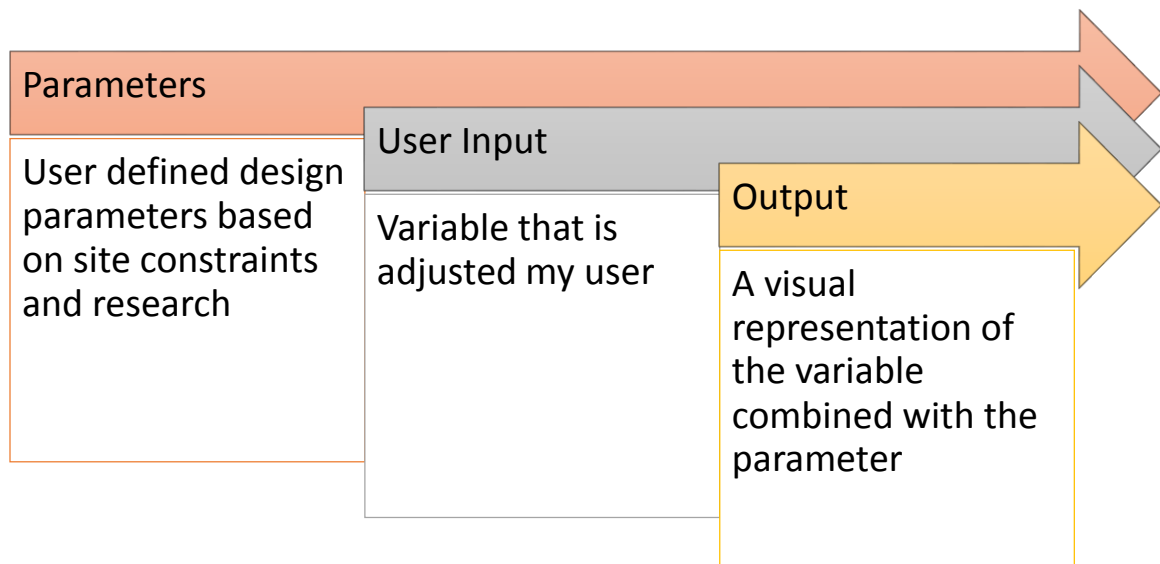 Parameters
User defined design
parameters based
on site constraints
and research
User Input
Variable that is
adjusted my user
Output
A visual
representation of
the variable
combined with the
parameter